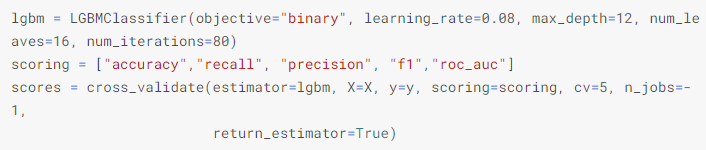 lgbm = LGBMClassifier(objective="binary", learning_rate=0.08, max_depth=12, num_le
aves=16, num_iterations=80)
scoring = ["accuracy","recall", "precision", "f1","roc_auc"]
scores = cross_validate(estimator=lgbm, X=X, y=y, scoring=scoring, cv=5, n_jobs=-
1,
                        return_estimator=True)